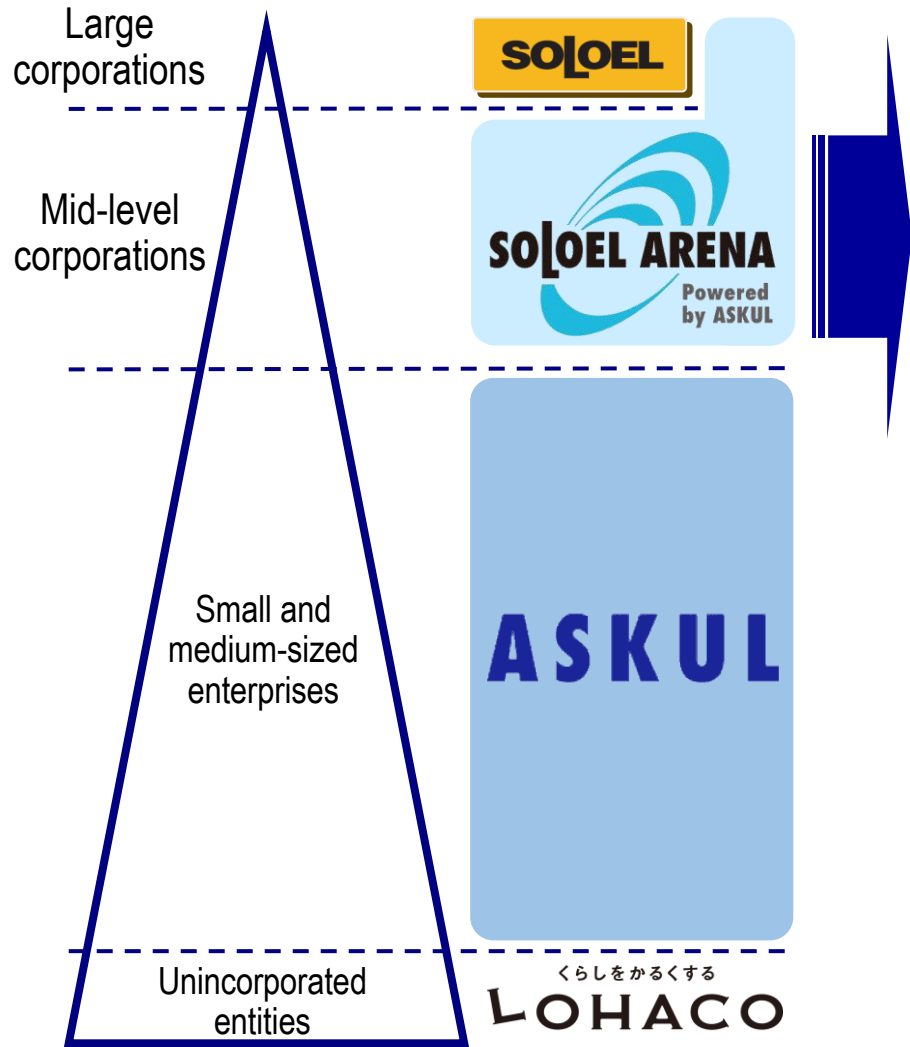 Large
corporations
SOLOEL
Mid-level
corporations
SOLOEL ARENA
Powered
by ASKUL
Small and
medium-sized
enterprises
ASKUL
Unincorporated
entities
くらしをかるくする
LOHACO